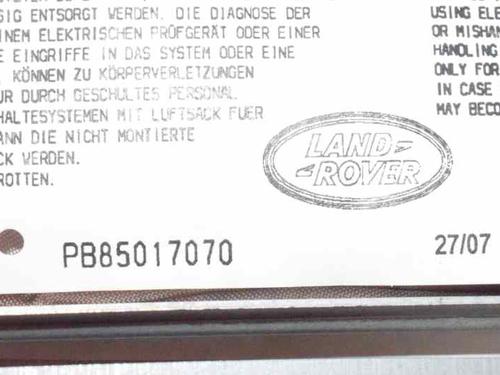 SIG ENTSORGT WERDEN. DIE DIAGNOSE DER
INEM ELEKTRISCHEN PRÜFGERÄT ODER EINER
E EINGRIFFE IN DAS SYSTEM ODER EINE
KÖNNEN ZU KÖRPERVERLETZUNGEN
UR DURCH GESCHULTES PERSONAL
HALTESYSTEMEN MIT LUFTSACK FUER
ANN DIE NICHT MONTIERTE
CK WERDEN.
ROTTEN.
USING ELE
OR MISHAN
HANDLING
ONLY FOR
IN CASE
MAY BECO
LAND
ROVER
PB85017070
27/07